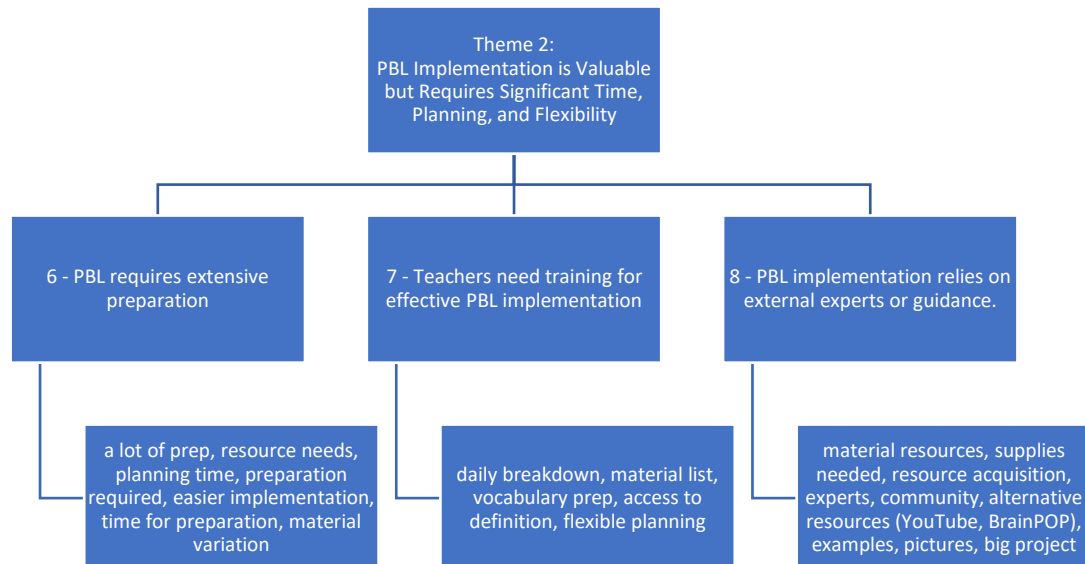 Theme 2:
PBL Implementation is Valuable
but Requires Significant Time,
Planning, and Flexibility
6 - PBL requires extensive
preparation
7 - Teachers need training for
effective PBL implementation
8 - PBL implementation relies on
external experts or guidance.
a lot of prep, resource needs,
planning time, preparation
required, easier implementation,
time for preparation, material
variation
daily breakdown, material list,
vocabulary prep, access to
definition, flexible planning
material resources, supplies
needed, resource acquisition,
experts, community, alternative
resources (YouTube, BrainPOP),
examples, pictures, big project